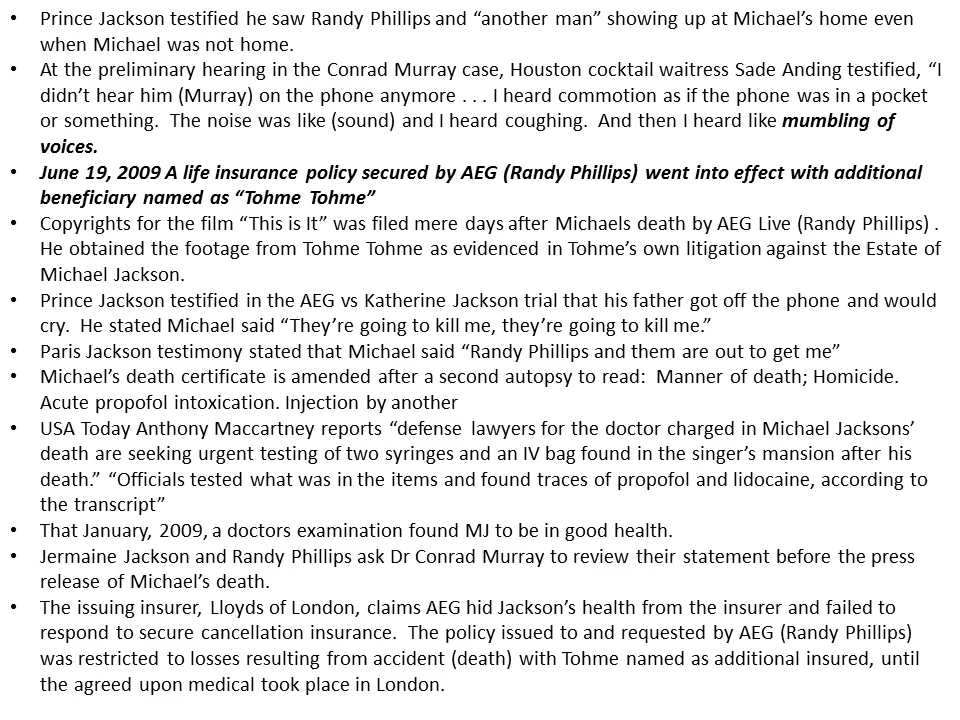 • Prince Jackson testified he saw Randy Phillips and “another man” showing up at Michael’s home even
when Michael was not home.
• At the preliminary hearing in the Conrad Murray case, Houston cocktail waitress Sade Anding testified, “I
didn’t hear him (Murray) on the phone anymore . . . I heard commotion as if the phone was in a pocket
or something. The noise was like (sound) and I heard coughing. And then I heard like mumbling of
voices.
• June 19, 2009 A life insurance policy secured by AEG (Randy Phillips) went into effect with additional
beneficiary named as “Tohme Tohme”
• Copyrights for the film “This is It” was filed mere days after Michaels death by AEG Live (Randy Phillips) .
He obtained the footage from Tohme Tohme as evidenced in Tohme’s own litigation against the Estate of
Michael Jackson.
• Prince Jackson testified in the AEG vs Katherine Jackson trial that his father got off the phone and would
cry. He stated Michael said “They’re going to kill me, they’re going to kill me.”
• Paris Jackson testimony stated that Michael said “Randy Phillips and them are out to get me”
• Michael’s death certificate is amended after a second autopsy to read: Manner of death; Homicide.
Acute propofol intoxication. Injection by another
• USA Today Anthony Maccartney reports “defense lawyers for the doctor charged in Michael Jacksons’
death are seeking urgent testing of two syringes and an IV bag found in the singer’s mansion after his
death.” “Officials tested what was in the items and found traces of propofol and lidocaine, according to
the transcript”
• That January, 2009, a doctors examination found MJ to be in good health.
• Jermaine Jackson and Randy Phillips ask Dr Conrad Murray to review their statement before the press
release of Michael’s death.
• The issuing insurer, Lloyds of London, claims AEG hid Jackson’s health from the insurer and failed to
respond to secure cancellation insurance. The policy issued to and requested by AEG (Randy Phillips)
was restricted to losses resulting from accident (death) with Tohme named as additional insured, until
the agreed upon medical took place in London.